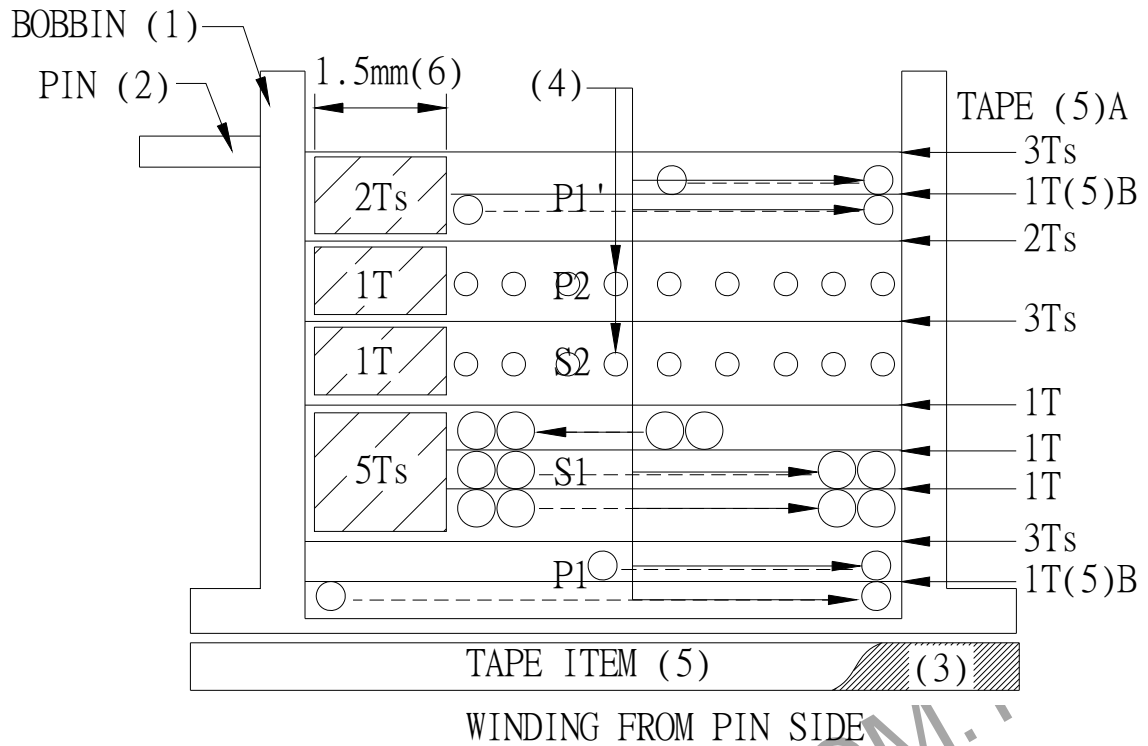 BOBBIN (1)
PIN (2)
1.5mm(6)
(4)
TAPE (5)A
3Ts
2Ts
P1'
1T(5)B
2Ts
1T
P2
3Ts
1T
S2
1T
1T
5Ts
S1
1T
3Ts
P1
1T(5)B
TAPE ITEM (5)
(3)
WINDING FROM PIN SIDE